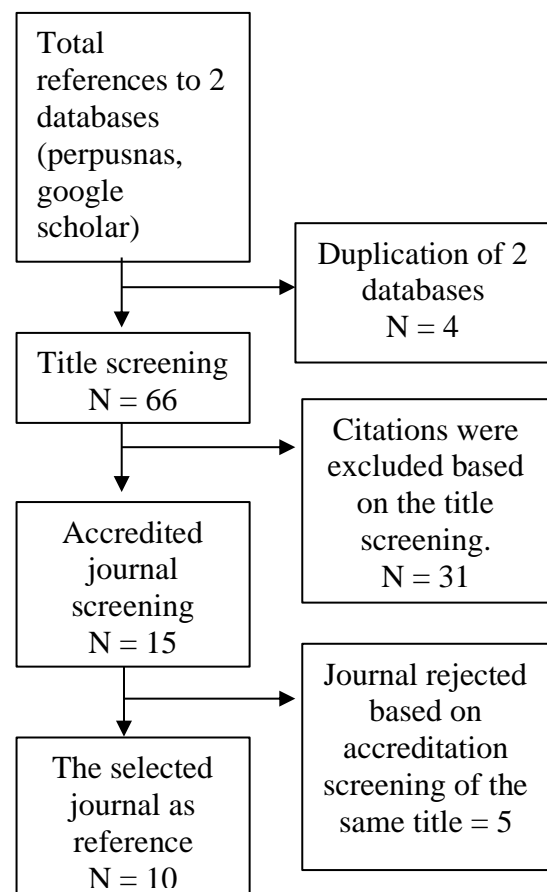 Total
references to 2
databases
(perpusnas,
google
scholar)
Duplication of 2
databases
N = 4
Title screening
N = 66
Citations were
excluded based
on the title
screening.
N = 31
Accredited
journal
screening
N = 15
Journal rejected
based on
accreditation
screening of the
same title = 5
The selected
journal as
reference
N = 10